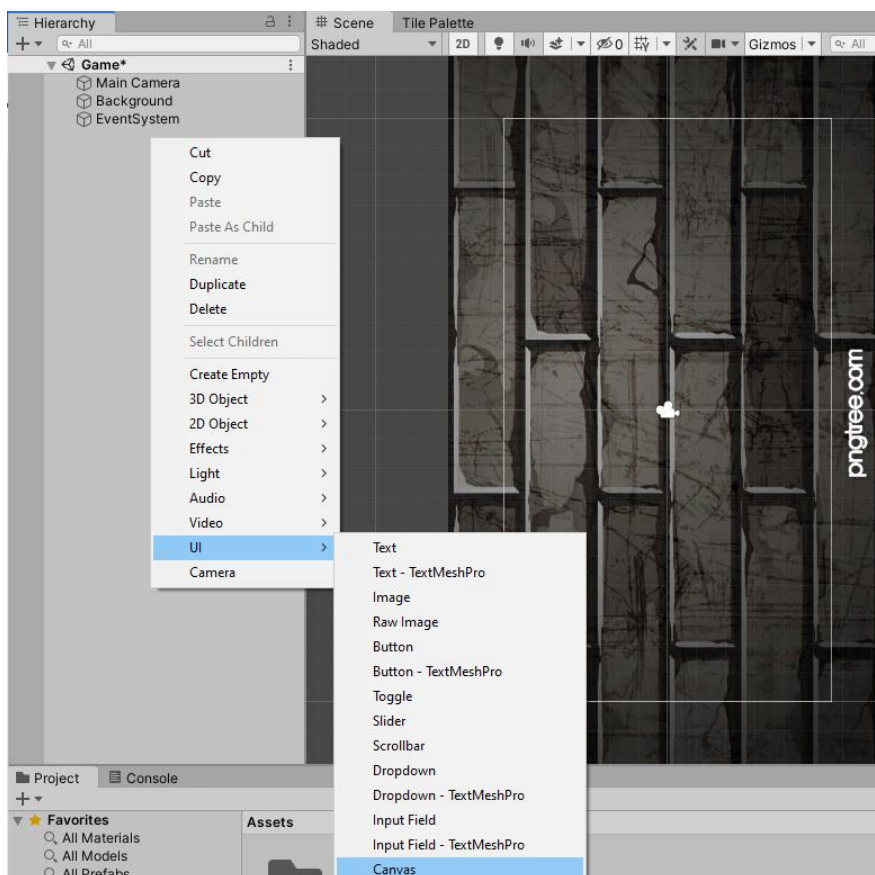 Hierarchy
All
Game*
Main Camera
Background
EventSystem
Scene
Tile Palette
Shaded
2D
0
Gizmos
All
Cut
Copy
Paste
Paste As Child
Rename
Duplicate
Delete
Select Children
Create Empty
3D Object
2D Object
Effects
Light
Audio
Video
UI
Camera
Text
Text - TextMeshPro
Image
Raw Image
Button
Button - TextMeshPro
Toggle
Slider
Scrollbar
Dropdown
Dropdown - TextMeshPro
Input Field
Input Field - TextMeshPro
Canvas
pngtree.com
Project
Console
Favorites
All Materials
All Models
All Prefabs
Assets